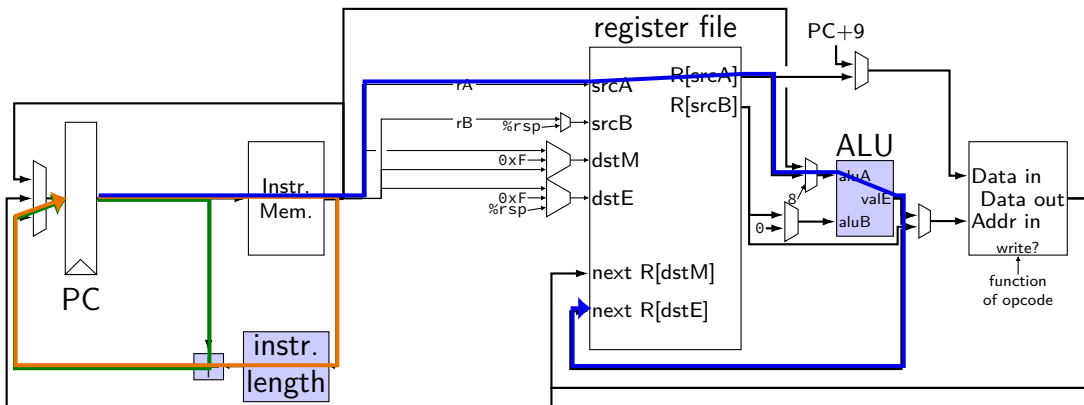 register file
PC+9
rA
srcA
R[srcA]
R[srcB]
rB
%rsp
srcB
0xF
dstM
0xF
%rsp
dstE
Instr.
Mem.
ALU
aluA
valE
aluB
8
0
Data in
Data out
Addr in
write?
function
of opcode
PC
next R[dstM]
next R[dstE]
instr.
length
+